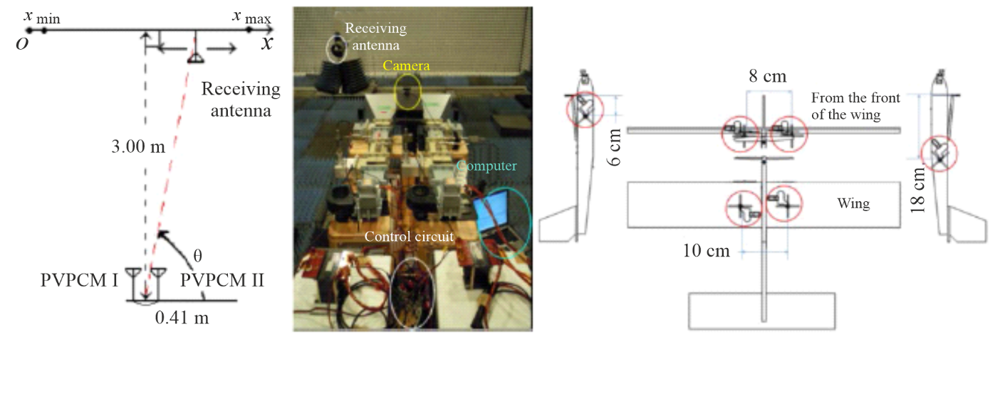 x min
x max
O
x
Receiving
antenna
3.00 m
θ
PVPCM I
PVPCM II
0.41 m
Receiving
antenna
Camera
Computer
Control circuit
8 cm
From the front
of the wing
6 cm
18 cm
Wing
10 cm